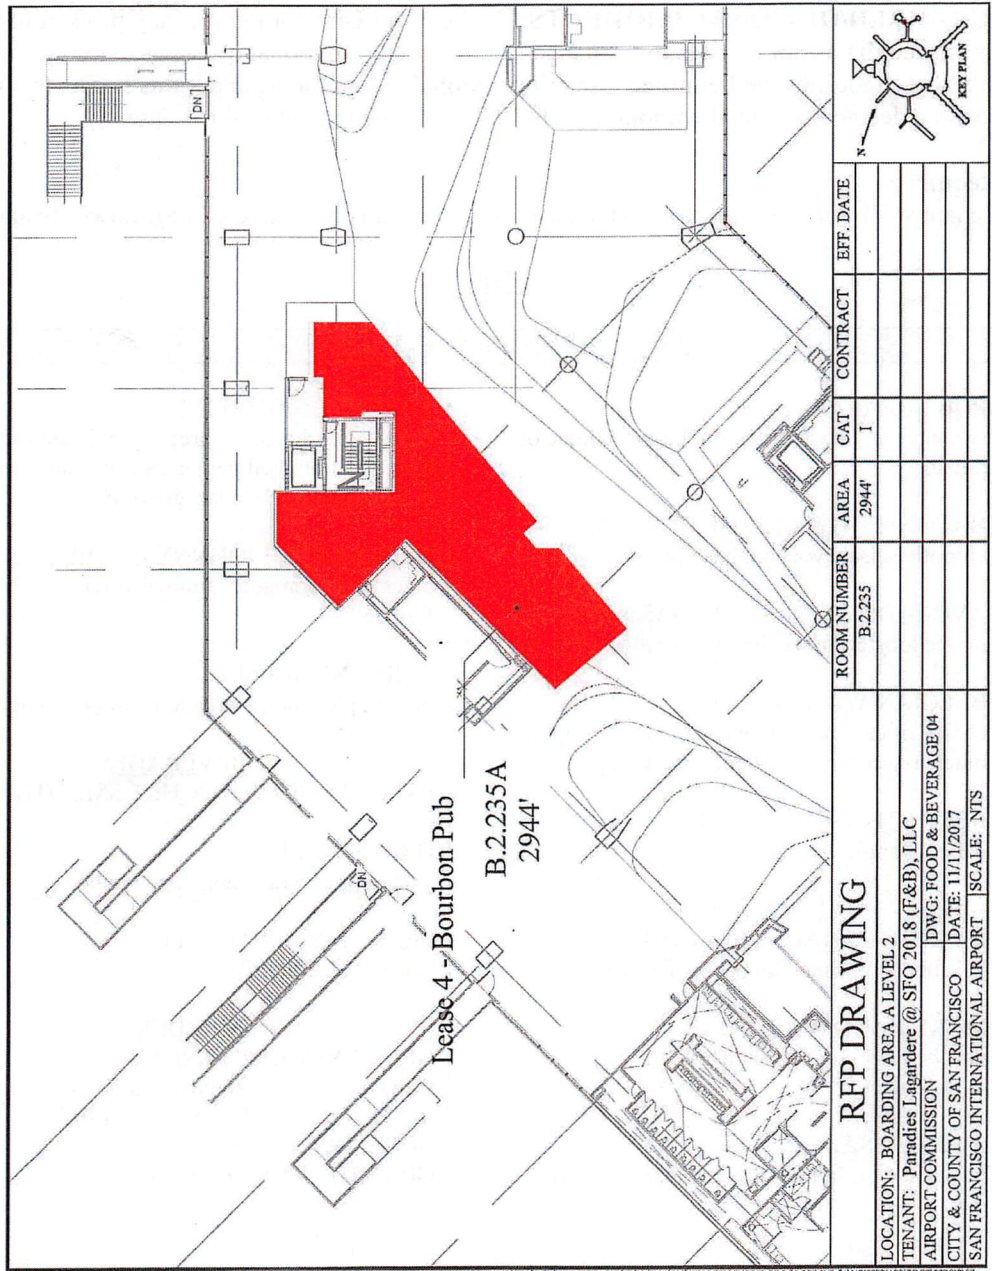 DN
DN
Lease 4 - Bourbon Pub
B.2.235A
2944'
RFP DRAWING
LOCATION: BOARDING AREA A LEVEL 2
TENANT: Paradies Lagardere @ SFO 2018 (F&B), LLC
AIRPORT COMMISSION
DWG: FOOD & BEVERAGE 04
CITY & COUNTY OF SAN FRANCISCO
DATE: 11/11/2017
SAN FRANCISCO INTERNATIONAL AIRPORT
SCALE: NTS
ROOM NUMBER AREA CAT CONTRACT EFF. DATE
B.2.235 2944' I
N
KEY PLAN